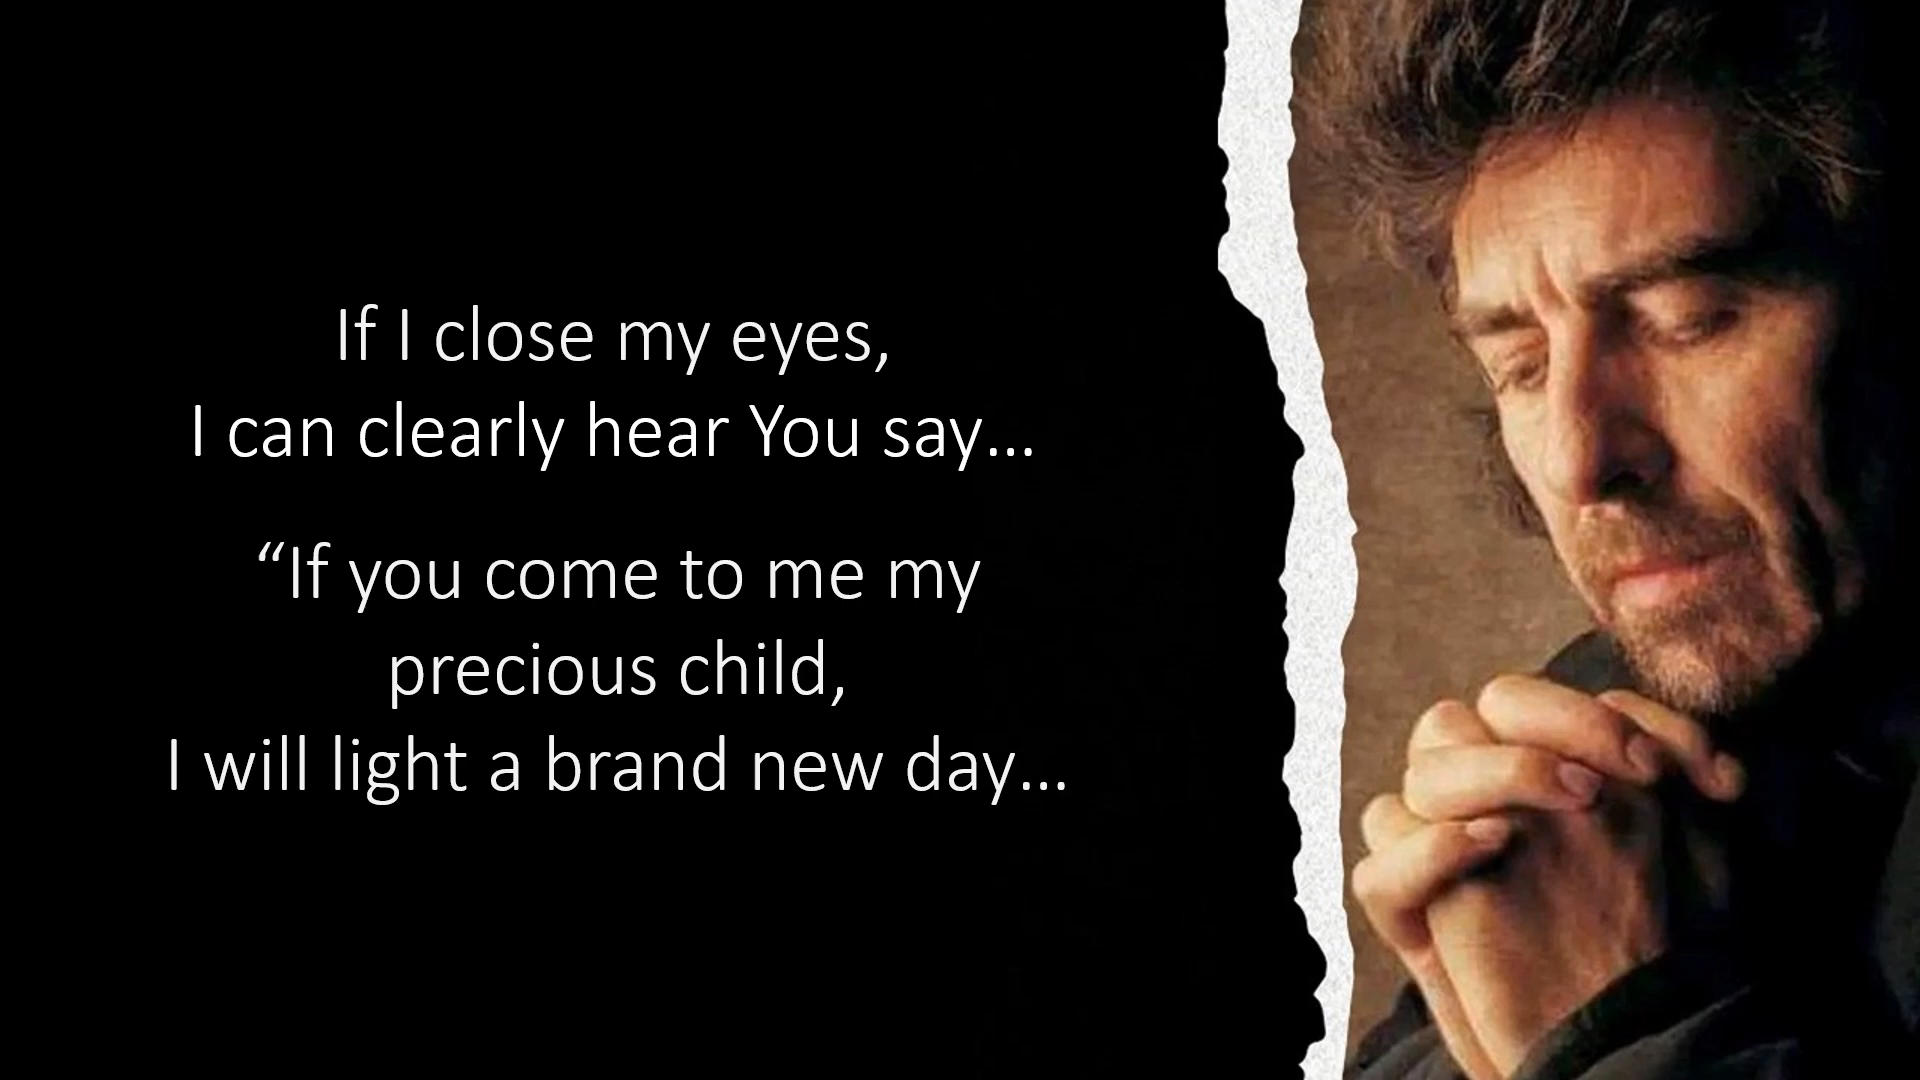 If I close my eyes,
I can clearly hear You say…
“If you come to me my
precious child,
I will light a brand new day…